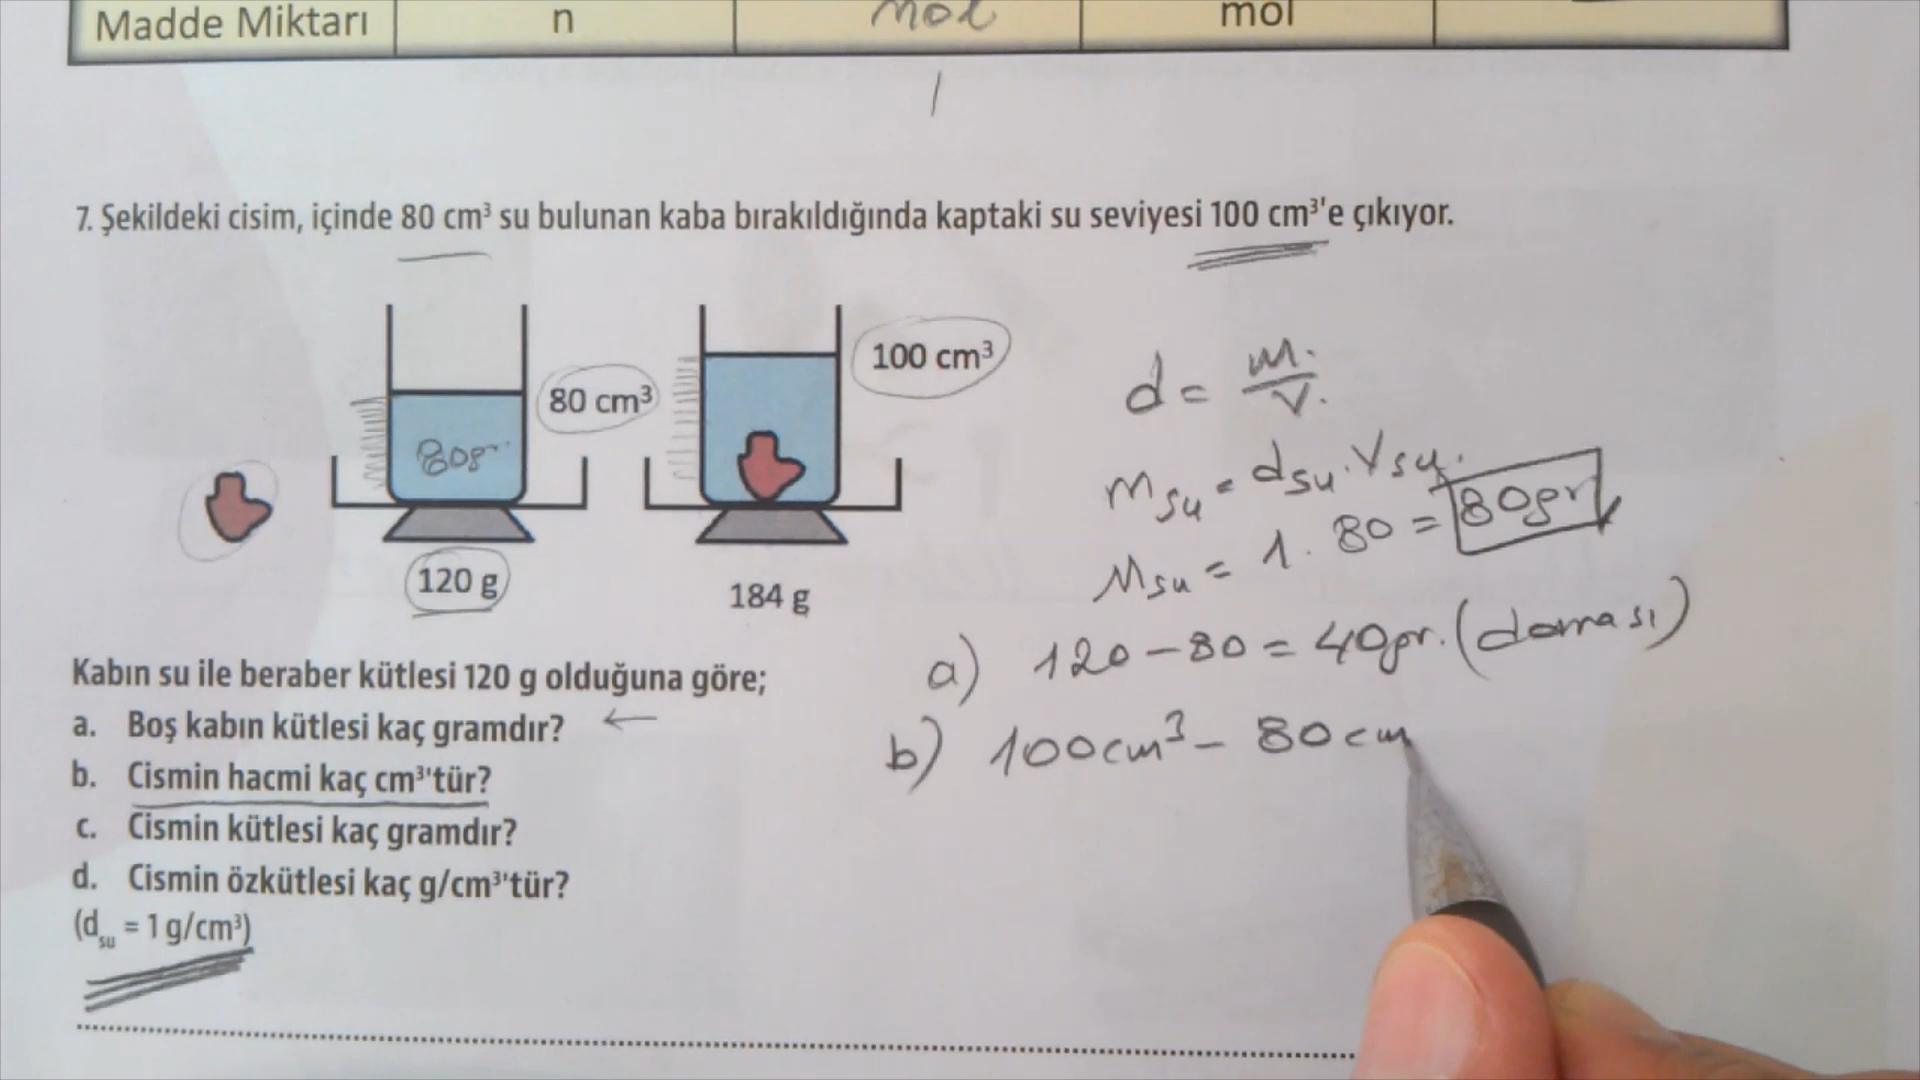 Madde Miktarı n mol mol
7. Şekildeki cisim, içinde 80 cm³ su bulunan kaba bırakıldığında kaptaki su seviyesi 100 cm³'e çıkıyor.
80 cm³
100 cm³
80gr
120 g
184 g
d = m/V
m su = d su . V su
m su = 1 . 80 = 80gr
Kabın su ile beraber kütlesi 120 g olduğuna göre;
a. Boş kabın kütlesi kaç gramdır?
b. Cismin hacmi kaç cm³'tür?
c. Cismin kütlesi kaç gramdır?
d. Cismin özkütlesi kaç g/cm³'tür?
(dsu = 1 g/cm³)
a) 120 - 80 = 40gr. (daması)
b) 100cm³ - 80cm